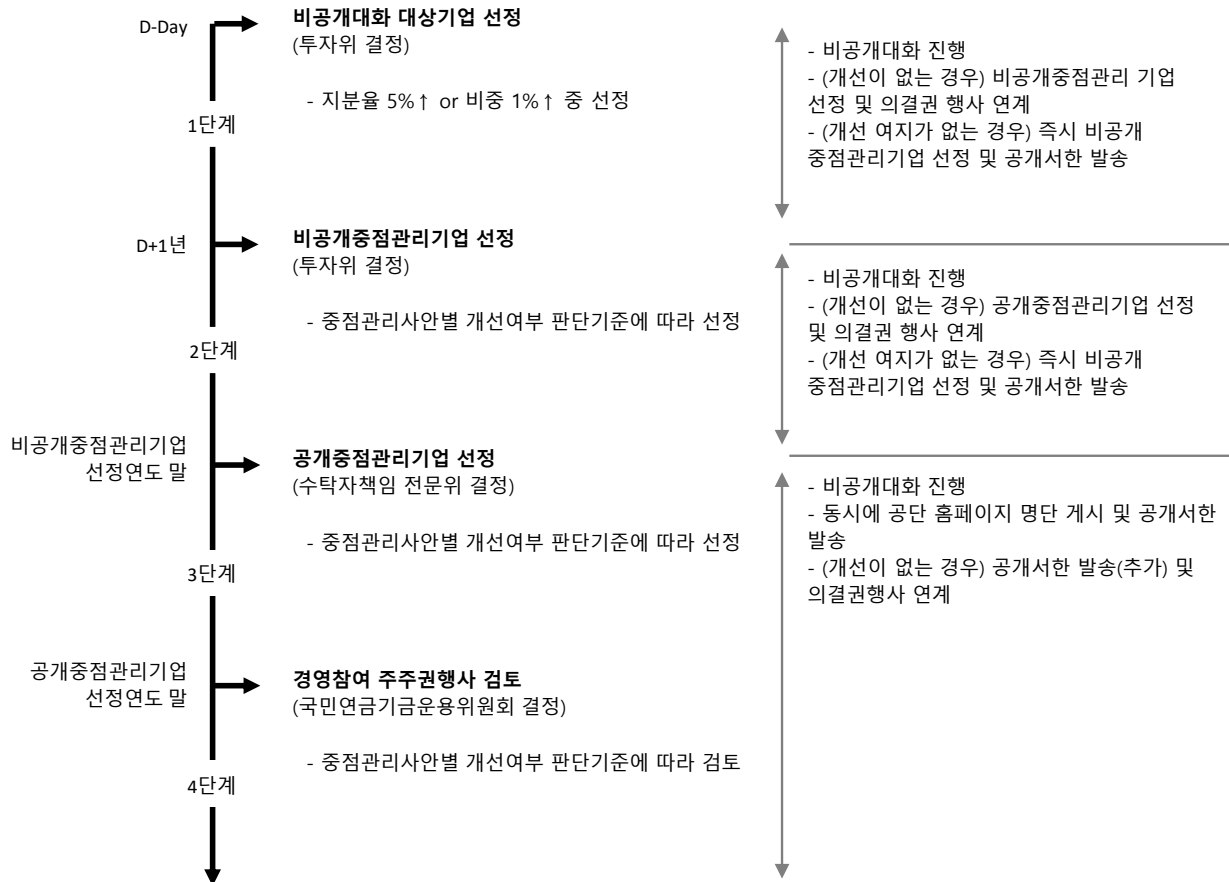 D-Day
비공개대화 대상기업 선정
(투자위 결정)
- 지분율 5%↑ or 비중 1%↑ 중 선정
1단계
- 비공개대화 진행
- (개선이 없는 경우) 비공개중점관리 기업
선정 및 의결권 행사 연계
- (개선 여지가 없는 경우) 즉시 비공개
중점관리기업 선정 및 공개서한 발송
D+1년
비공개중점관리기업 선정
(투자위 결정)
- 중점관리사안별 개선여부 판단기준에 따라 선정
2단계
- 비공개대화 진행
- (개선이 없는 경우) 공개중점관리기업 선정
및 의결권 행사 연계
- (개선 여지가 없는 경우) 즉시 비공개
중점관리기업 선정 및 공개서한 발송
비공개중점관리기업
선정연도 말
공개중점관리기업 선정
(수탁자책임 전문위 결정)
- 중점관리사안별 개선여부 판단기준에 따라 선정
3단계
- 비공개대화 진행
- 동시에 공단 홈페이지 명단 게시 및 공개서한
발송
- (개선이 없는 경우) 공개서한 발송(추가) 및
의결권행사 연계
공개중점관리기업
선정연도 말
경영참여 주주권행사 검토
(국민연금기금운용위원회 결정)
- 중점관리사안별 개선여부 판단기준에 따라 검토
4단계